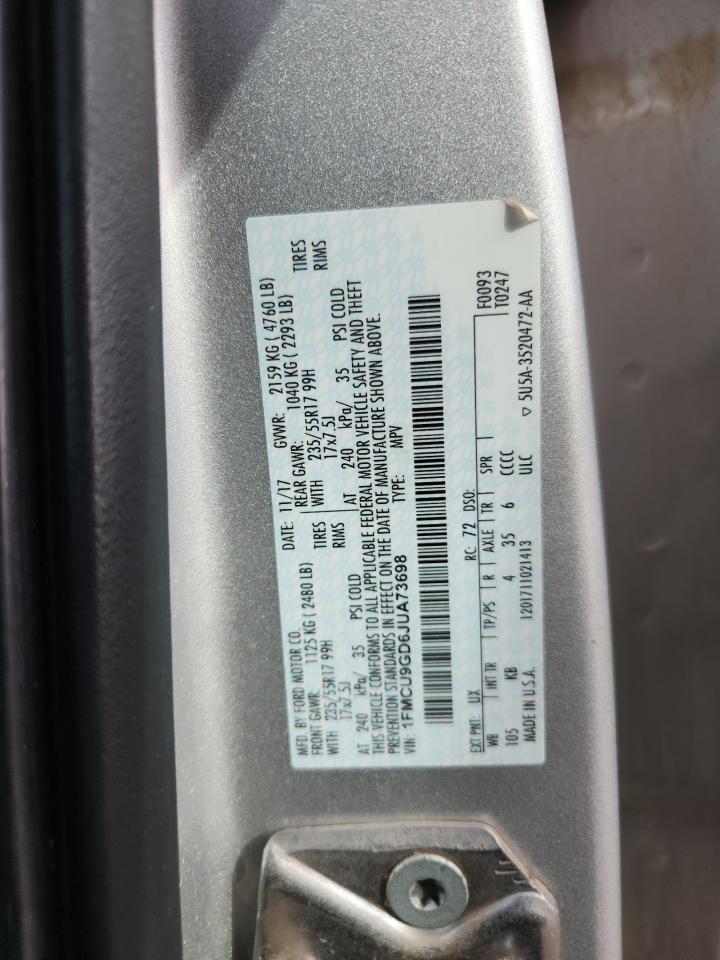 MFD. BY FORD MOTOR CO.
DATE: 11/17 GVWR: 2159 KG ( 4760 LB)
FRONT GAWR: 1125 KG ( 2480 LB) REAR GAWR: 1040 KG ( 2293 LB)
WITH 235/55R17 99H TIRES WITH 235/55R17 99H TIRES
17x7.5J RIMS 17x7.5J RIMS
AT 240 kPa/ 35 PSI COLD AT 240 kPa/ 35 PSI COLD
THIS VEHICLE CONFORMS TO ALL APPLICABLE FEDERAL MOTOR VEHICLE SAFETY AND THEFT
PREVENTION STANDARDS IN EFFECT ON THE DATE OF MANUFACTURE SHOWN ABOVE.
VIN: 1FMCU9GD6JUA73698 TYPE: MPV
EXT PNT: UX RC: 72 DSO: F0093
T0247
WB INT TR TP/PS R AXLE TR SPR
105 KB 4 35 6 CCCC
MADE IN U.S.A. 1201711021413 ULC ▽ 5U5A-3520472-AA